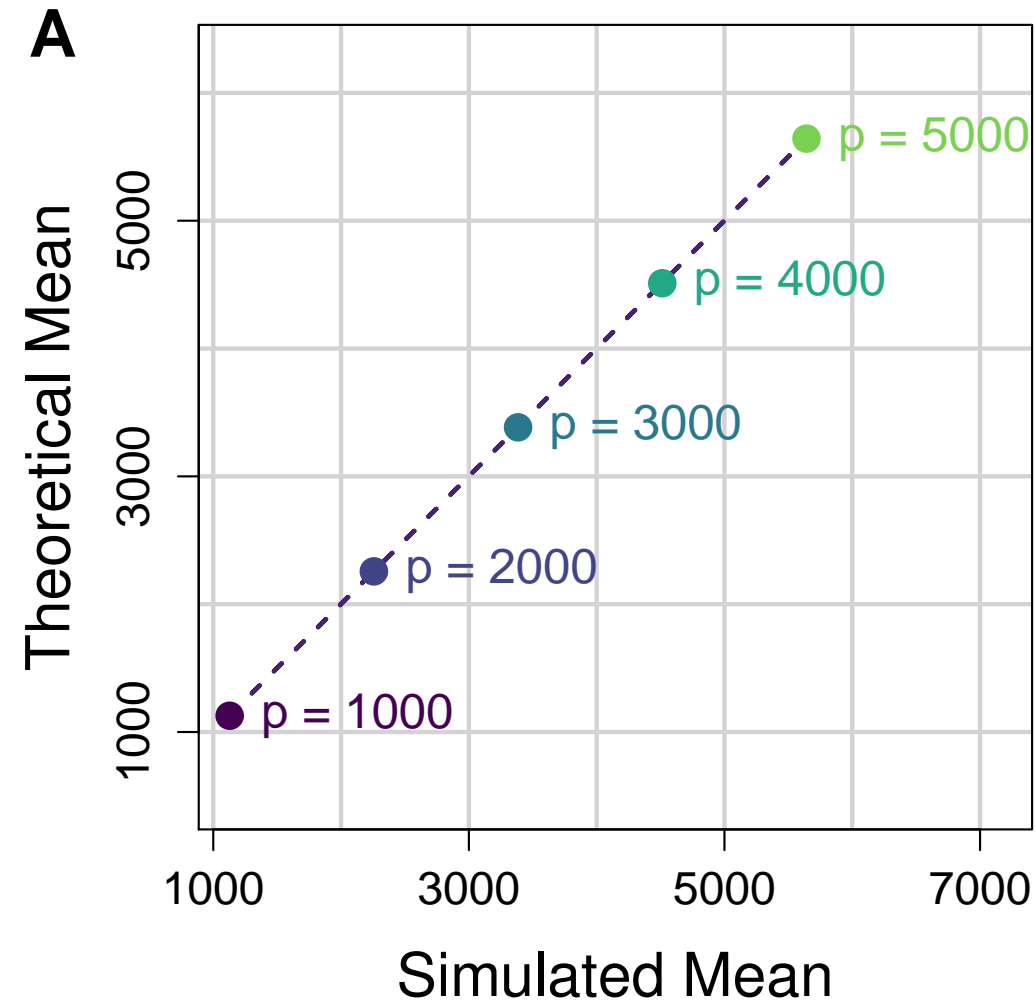 A
p = 5000
5000
p = 4000
Theoretical Mean
p = 3000
3000
p = 2000
p = 1000
1000
1000 3000 5000 7000
Simulated Mean